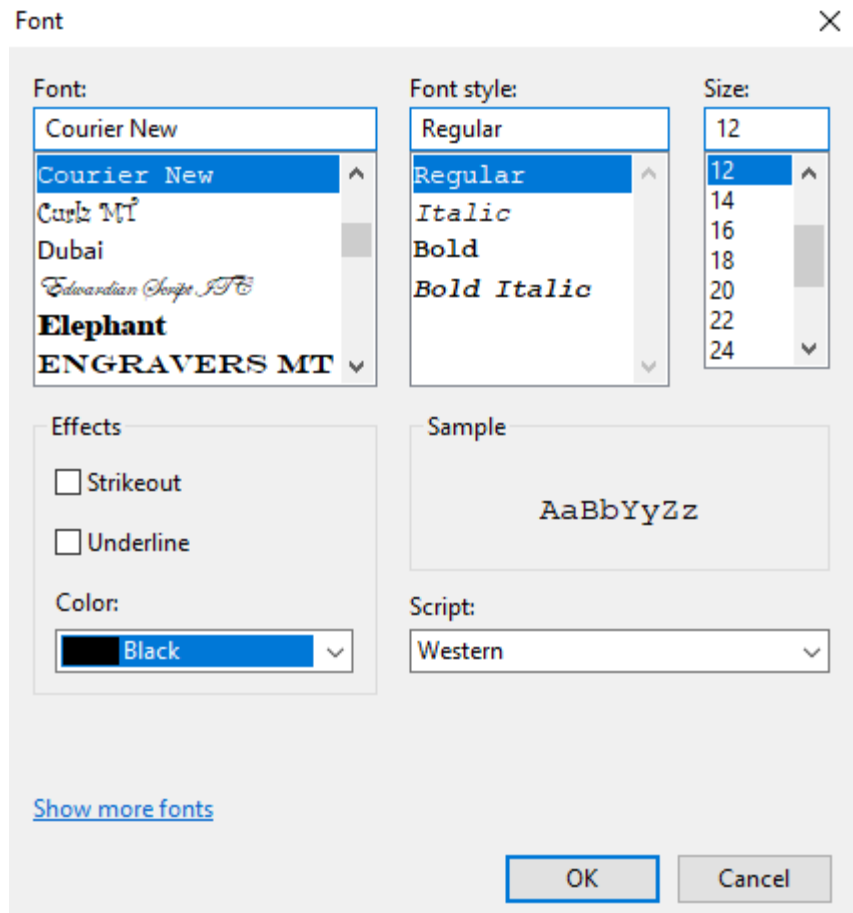 Font
Font:
Courier New
Courier New
Curlz MT
Dubai
Edwardian Script ITC
Elephant
ENGRAVERS MT
Font style:
Regular
Regular
Italic
Bold
Bold Italic
Size:
12
12
14
16
18
20
22
24
Effects
Strikeout
Underline
Color:
Black
Sample
AaBbYyZz
Script:
Western
Show more fonts
OK
Cancel